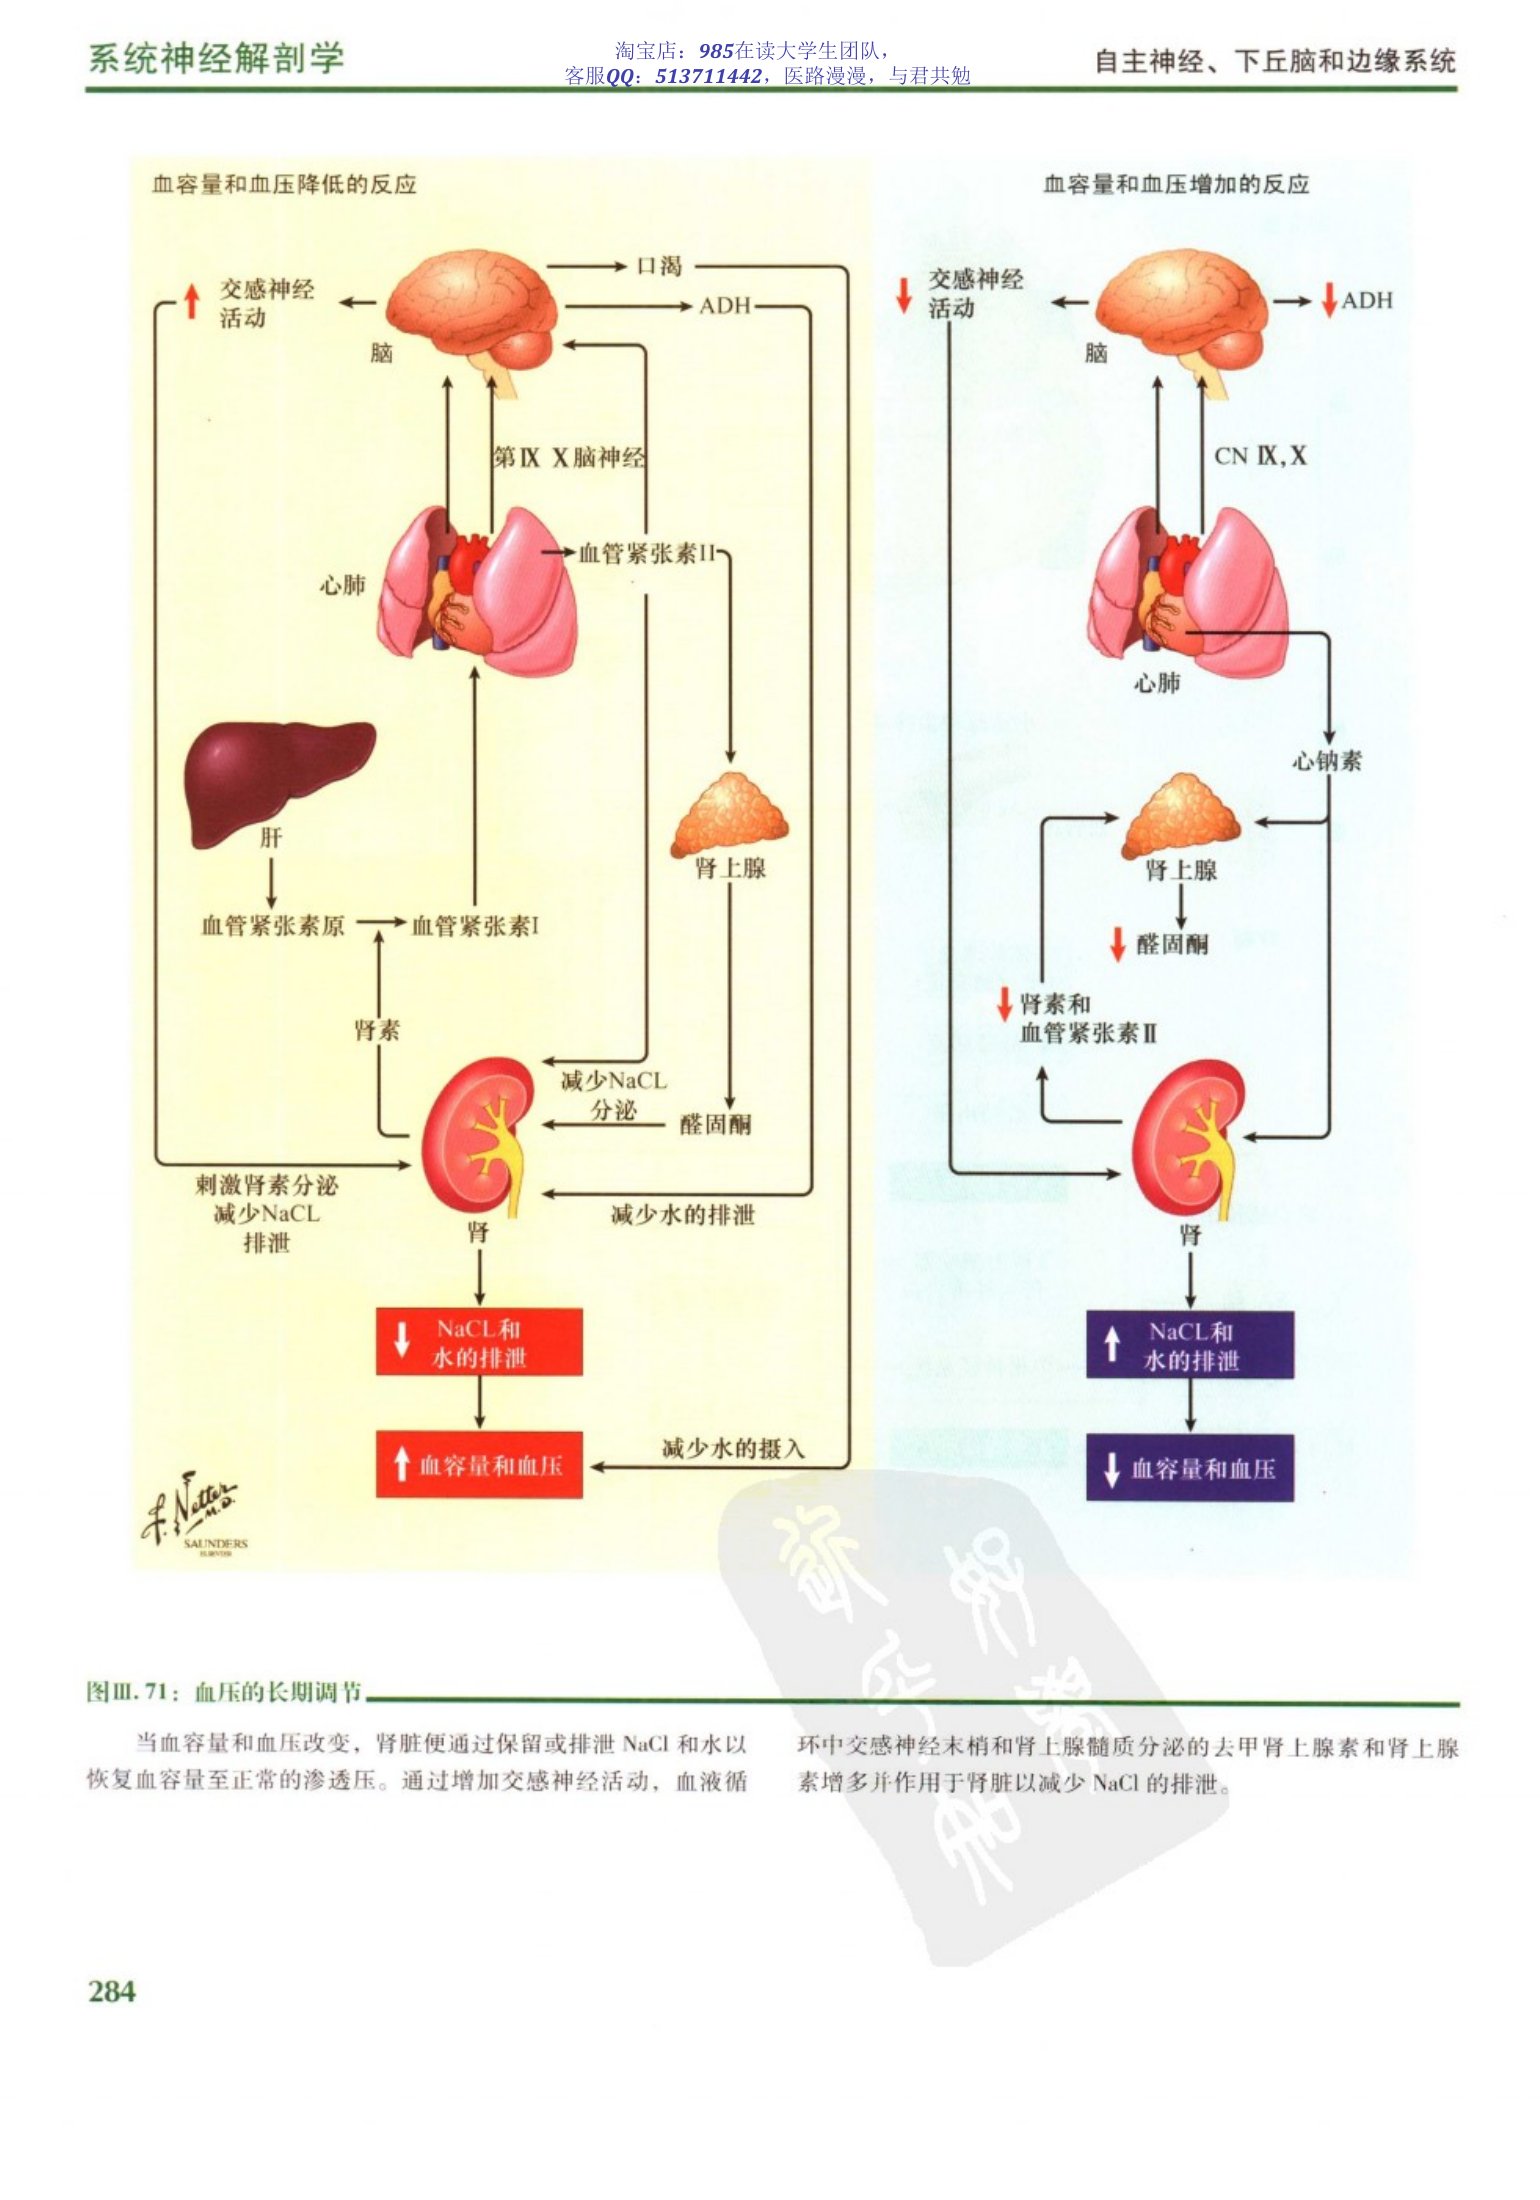 系统神经解剖学
淘宝店：985在读大学生团队，
客服QQ：513711442，医路漫漫，与君共勉
自主神经、下丘脑和边缘系统
血容量和血压降低的反应
交感神经
活动
脑
口渴
ADH
第Ⅸ Ⅹ脑神经
心肺
血管紧张素II
肝
肾上腺
血管紧张素原
血管紧张素I
肾素
减少NaCL
分泌
醛固酮
刺激肾素分泌
减少NaCL
排泄
肾
减少水的排泄
NaCL和
水的排泄
减少水的摄入
血容量和血压
F. Netter
M.D.
SAUNDERS
ELSEVIER
血容量和血压增加的反应
交感神经
活动
脑
ADH
CN Ⅸ,Ⅹ
心肺
心钠素
肾上腺
醛固酮
肾素和
血管紧张素Ⅱ
肾
NaCL和
水的排泄
血容量和血压
图Ⅲ.71：血压的长期调节
当血容量和血压改变，肾脏便通过保留或排泄 NaCl 和水以
恢复血容量至正常的渗透压。通过增加交感神经活动，血液循
环中交感神经末梢和肾上腺髓质分泌的去甲肾上腺素和肾上腺
素增多并作用于肾脏以减少 NaCl 的排泄。
284